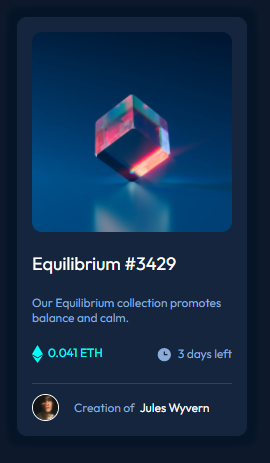 Equilibrium #3429
Our Equilibrium collection promotes
balance and calm.
0.041 ETH 3 days left
Creation of Jules Wyvern